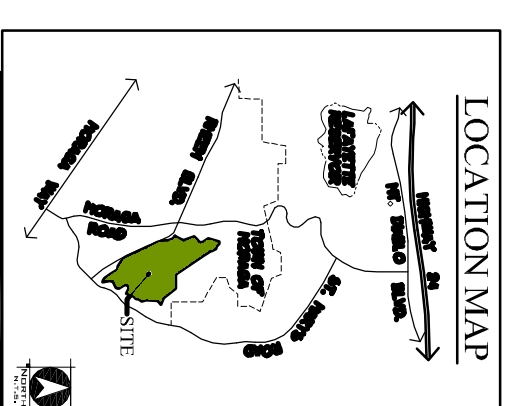 LOCATION MAP
HIGHWAY 24
MT DIABLO BLVD.
LAFAYETTE
RESERVOIR
RHEEM BLVD.
MORAGA WAY
MORAGA
ROAD
TOWN OF
MORAGA
ST. MARYS
ROAD
SITE
NORTH
N.T.S.